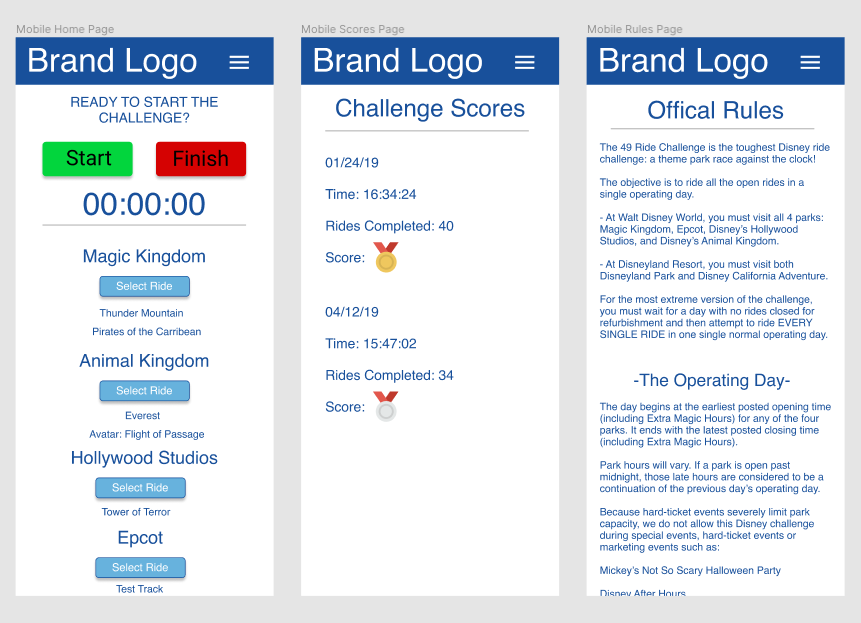 Mobile Home Page
Brand Logo
READY TO START THE
CHALLENGE?
Start
Finish
00:00:00
Magic Kingdom
Select Ride
Thunder Mountain
Pirates of the Carribean
Animal Kingdom
Select Ride
Everest
Avatar: Flight of Passage
Hollywood Studios
Select Ride
Tower of Terror
Epcot
Select Ride
Test Track
Mobile Scores Page
Brand Logo
Challenge Scores
01/24/19
Time: 16:34:24
Rides Completed: 40
Score:
04/12/19
Time: 15:47:02
Rides Completed: 34
Score:
Mobile Rules Page
Brand Logo
Offical Rules
The 49 Ride Challenge is the toughest Disney ride
challenge: a theme park race against the clock!
The objective is to ride all the open rides in a
single operating day.
- At Walt Disney World, you must visit all 4 parks:
Magic Kingdom, Epcot, Disney's Hollywood
Studios, and Disney's Animal Kingdom.
- At Disneyland Resort, you must visit both
Disneyland Park and Disney California Adventure.
For the most extreme version of the challenge,
you must wait for a day with no rides closed for
refurbishment and then attempt to ride EVERY
SINGLE RIDE in one single normal operating day.
-The Operating Day-
The day begins at the earliest posted opening time
(including Extra Magic Hours) for any of the four
parks. It ends with the latest posted closing time
(including Extra Magic Hours).
Park hours will vary. If a park is open past
midnight, those late hours are considered to be a
continuation of the previous day's operating day.
Because hard-ticket events severely limit park
capacity, we do not allow this Disney challenge
during special events, hard-ticket events or
marketing events such as:
Mickey's Not So Scary Halloween Party
Disney After Hours